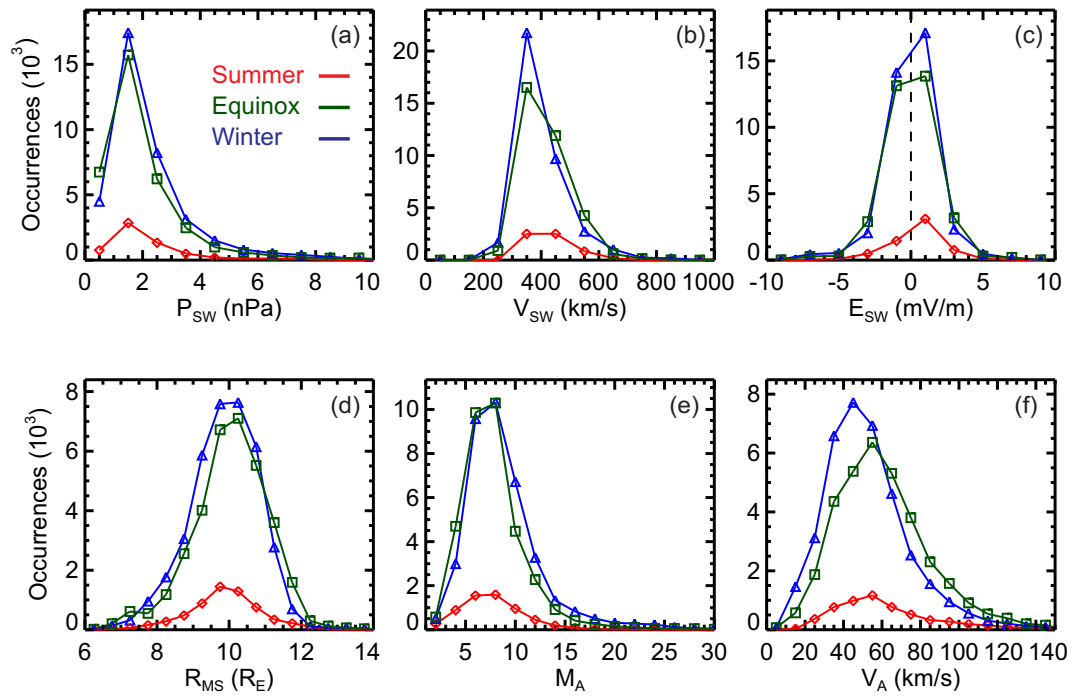 (a)
Summer
Equinox
Winter
Occurrences (10³)
15
10
5
0
0 2 4 6 8 10
P_SW (nPa)
(b)
20
15
10
5
0
0 200 400 600 800 1000
V_SW (km/s)
(c)
15
10
5
0
-10 -5 0 5 10
E_SW (mV/m)
(d)
Occurrences (10³)
8
6
4
2
0
6 8 10 12 14
R_MS (R_E)
(e)
10
8
6
4
2
0
5 10 15 20 25 30
M_A
(f)
8
6
4
2
0
0 20 40 60 80 100 120 140
V_A (km/s)